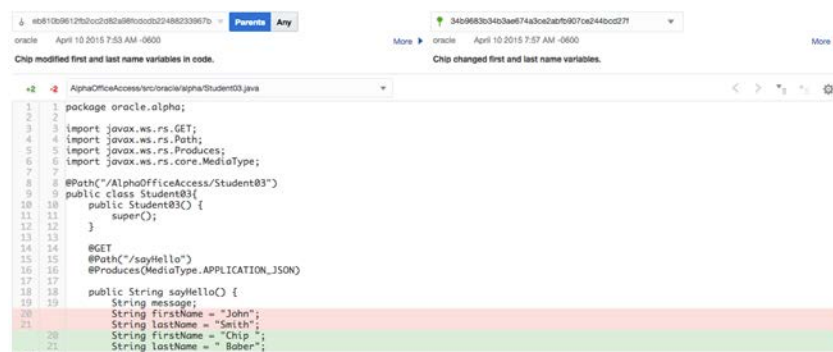 eb810b9612fb2cc2d82a98fcdcdb22488233967b Parents Any
34b9683b34b3ae674a3ce2abfb907ce244bcd27f
oracle April 10 2015 7:53 AM -0600 More
oracle April 10 2015 7:57 AM -0600 More
Chip modified first and last name variables in code.
Chip changed first and last name variables.
+2 -2 AlphaOfficeAccess/src/oracle/alpha/Student03.java
1 1 package oracle.alpha;
2 2
3 3 import javax.ws.rs.GET;
4 4 import javax.ws.rs.Path;
5 5 import javax.ws.rs.Produces;
6 6 import javax.ws.rs.core.MediaType;
7 7
8 8 @Path("/AlphaOfficeAccess/Student03")
9 9 public class Student03{
10 10 public Student03() {
11 11 super();
12 12 }
13 13
14 14 @GET
15 15 @Path("/sayHello")
16 16 @Produces(MediaType.APPLICATION_JSON)
17 17
18 18 public String sayHello() {
19 19 String message;
20 String firstName = "John";
21 String lastName = "Smith";
20 String firstName = "Chip ";
21 String lastName = " Baber";